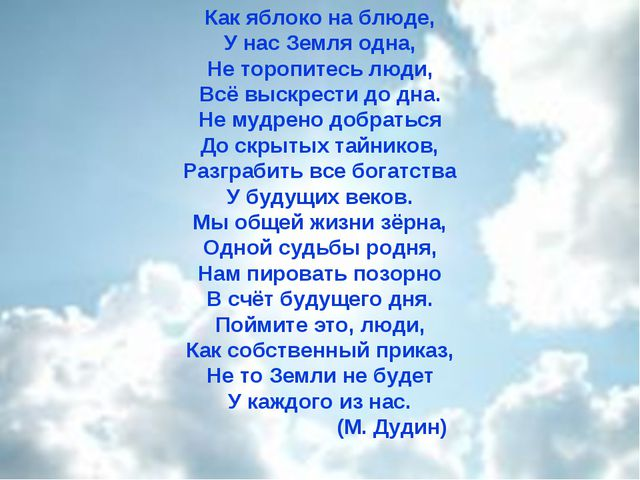 Как яблоко на блюде,
У нас Земля одна,
Не торопитесь люди,
Всё выскрести до дна.
Не мудрено добраться
До скрытых тайников,
Разграбить все богатства
У будущих веков.
Мы общей жизни зёрна,
Одной судьбы родня,
Нам пировать позорно
В счёт будущего дня.
Поймите это, люди,
Как собственный приказ,
Не то Земли не будет
У каждого из нас.
(М. Дудин)